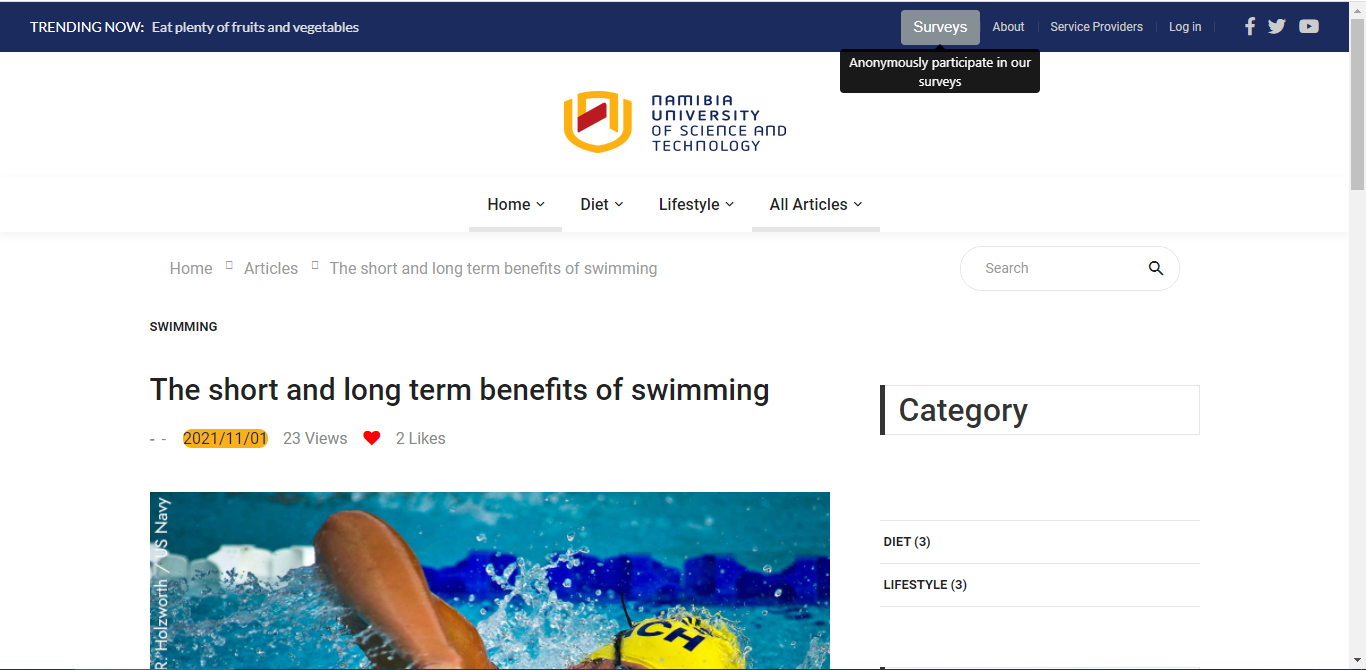 TRENDING NOW: Eat plenty of fruits and vegetables
Surveys
About
Service Providers
Log in
Anonymously participate in our
surveys
NAMIBIA
UNIVERSITY
OF SCIENCE AND
TECHNOLOGY
Home
Diet
Lifestyle
All Articles
Home
Articles
The short and long term benefits of swimming
Search
SWIMMING
The short and long term benefits of swimming
- - 2021/11/01 23 Views 2 Likes
Category
DIET (3)
LIFESTYLE (3)
R. Holzworth / US Navy
CH